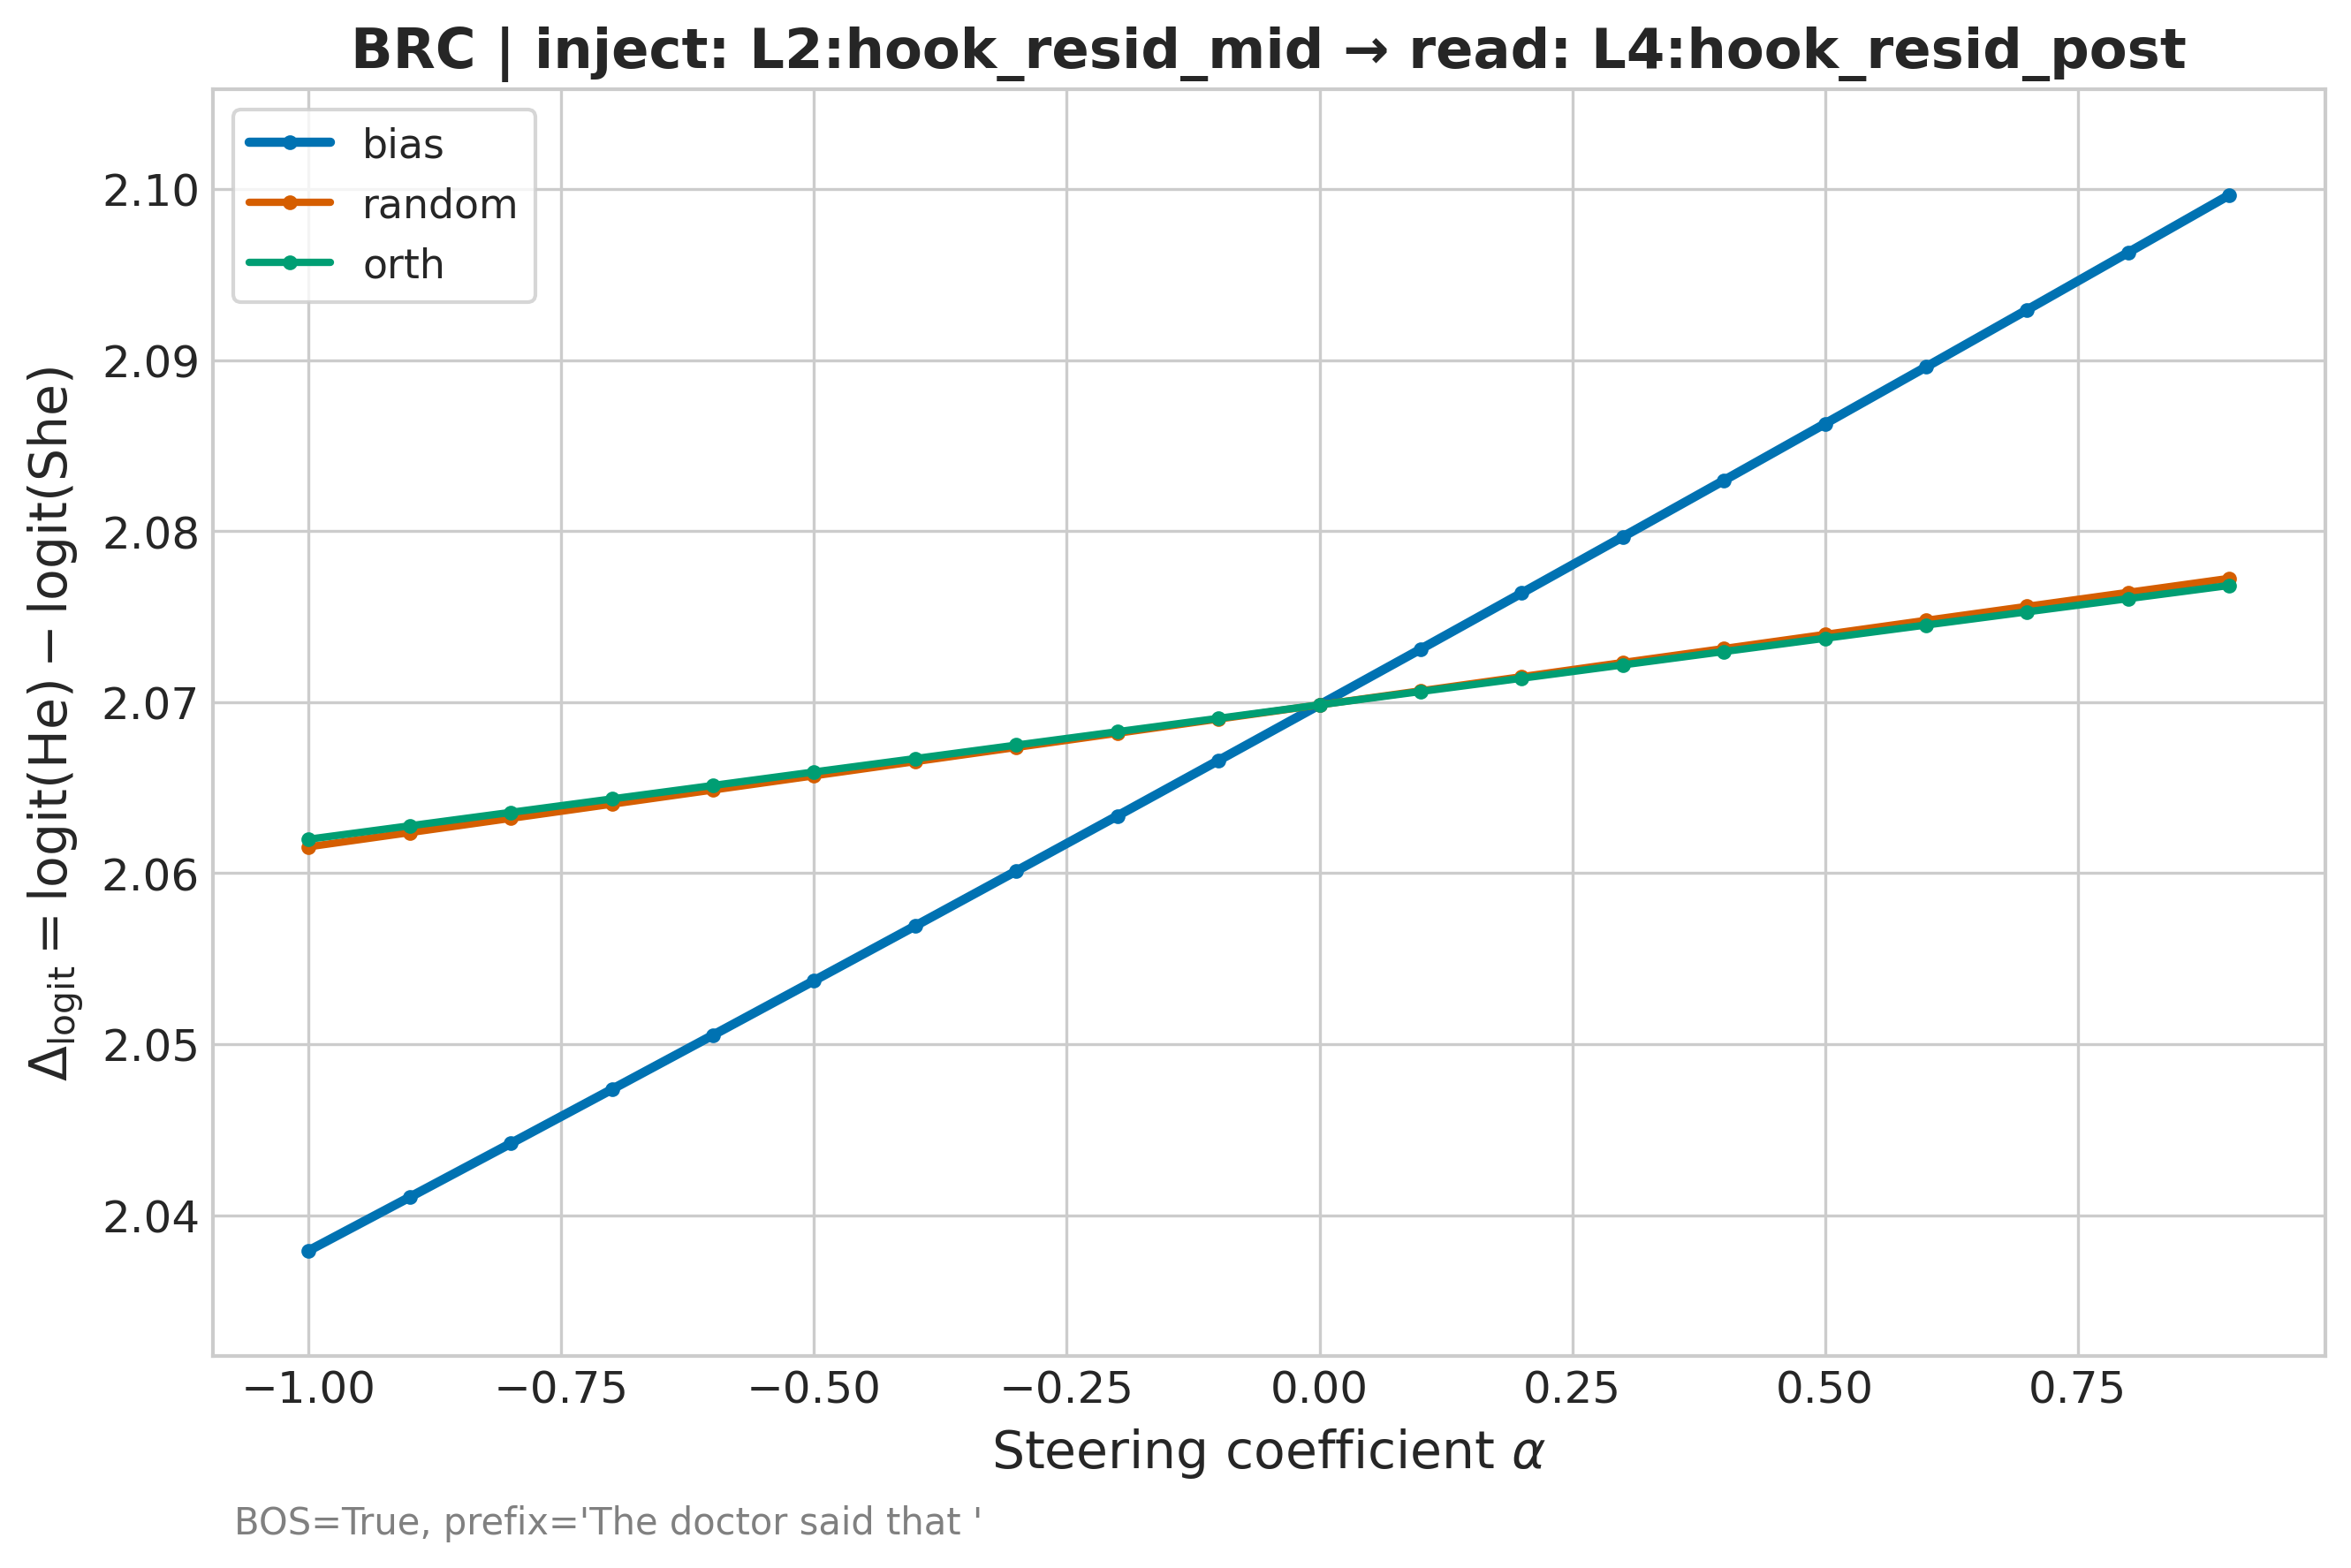 BRC | inject: L2:hook_resid_mid → read: L4:hook_resid_post
bias
random
orth
2.10
2.09
2.08
2.07
2.06
2.05
2.04
Δlogit = logit(He) − logit(She)
−1.00 −0.75 −0.50 −0.25 0.00 0.25 0.50 0.75
Steering coefficient α
BOS=True, prefix='The doctor said that '